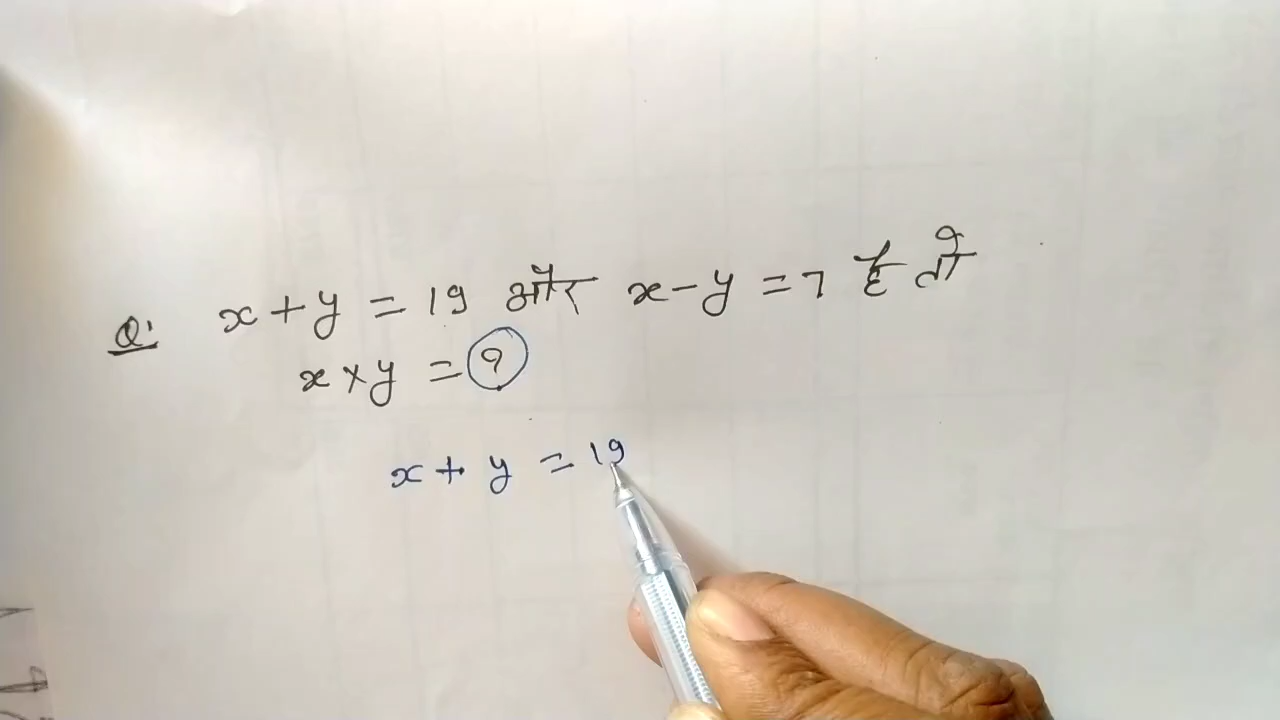 Q. x + y = 19 और x - y = 7 है तो
x × y = ?
x + y = 19